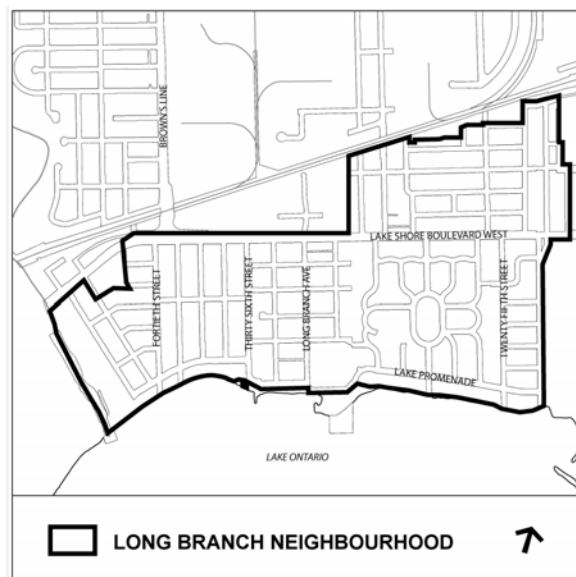 BROWN'S LINE
LAKE SHORE BOULEVARD WEST
FORTIETH STREET
THIRTY SIXTH STREET
LONG BRANCH AVE
TWENTY FIFTH STREET
LAKE PROMENADE
LAKE ONTARIO
LONG BRANCH NEIGHBOURHOOD